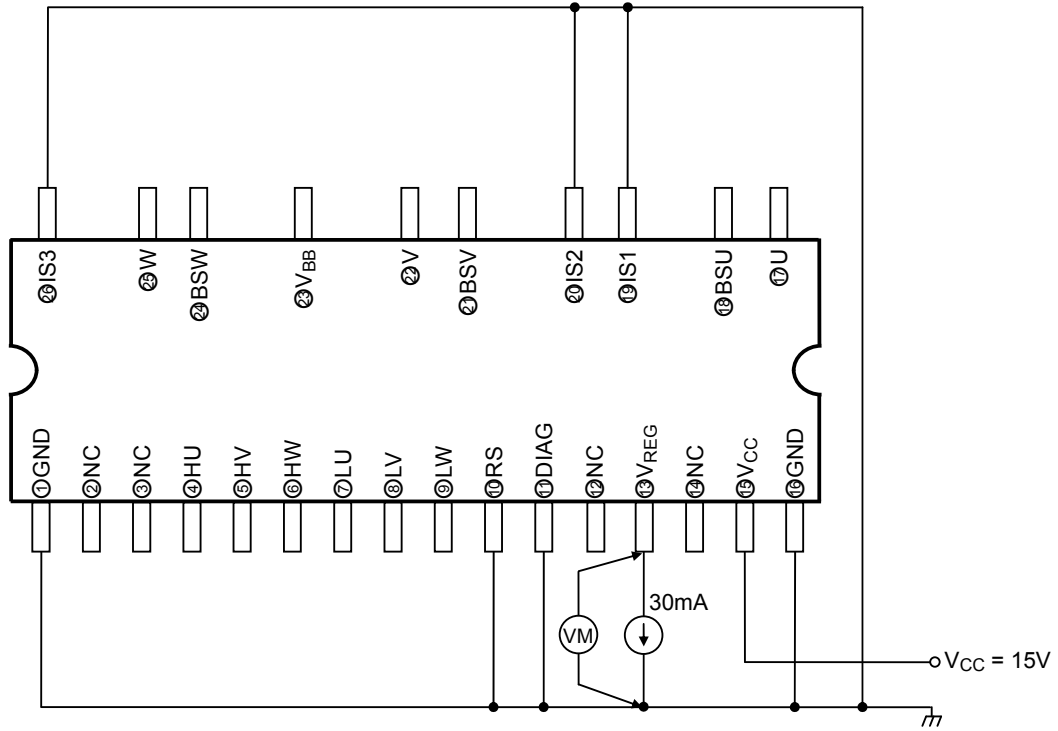 ㉖IS3
㉕W
㉔BSW
㉓VBB
㉒V
㉑BSV
⑳IS2
⑲IS1
⑱BSU
⑰U
①GND
②NC
③NC
④HU
⑤HV
⑥HW
⑦LU
⑧LV
⑨LW
⑩RS
⑪DIAG
⑫NC
⑬VREG
⑭NC
⑮VCC
⑯GND
30mA
VM
VCC = 15V